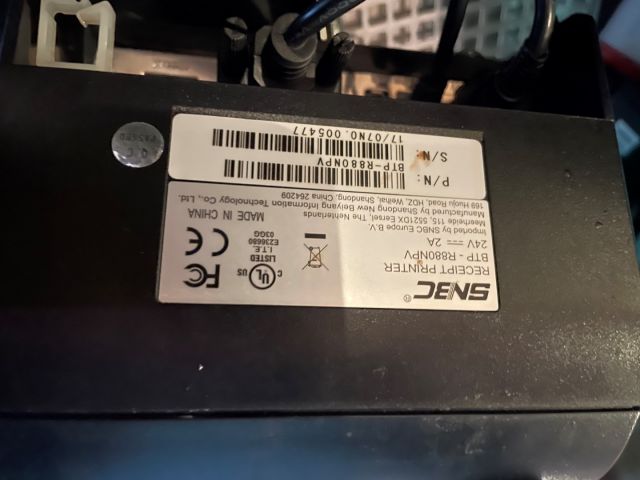 SNBC®
RECEIPT PRINTER
BTP - R880NPV
24V ⎓ 2A
Imported by SNBC Europe B.V.
Meerheide 115, 5521DX Eersel, The Netherlands
Manufactured by Shandong New Beiyang Information Technology Co., Ltd.
169 Huoju Road, HDZ, Weihai, Shandong, China 264209
FC
C UL US
LISTED
I.T.E.
E236680
03GG
CE
MADE IN CHINA
P/N:
BTP-R880NPV
S/N:
17/07N0.005477
Q.C
PASSED